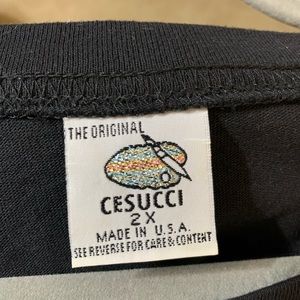 THE ORIGINAL
CESUCCI
2X
MADE IN U.S.A.
SEE REVERSE FOR CARE & CONTENT